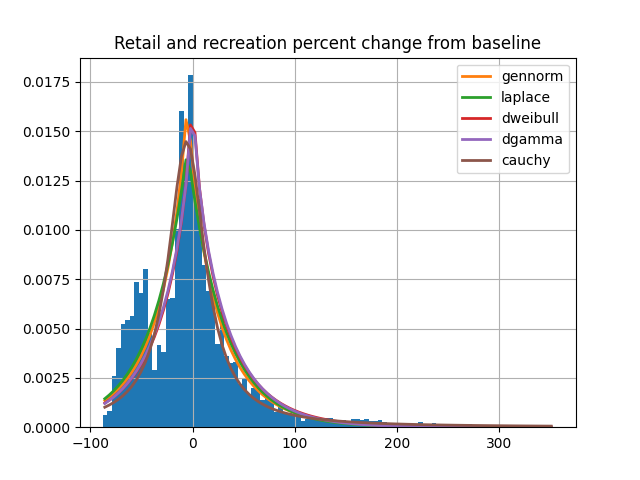 Retail and recreation percent change from baseline
gennorm
laplace
dweibull
dgamma
cauchy
0.0175
0.0150
0.0125
0.0100
0.0075
0.0050
0.0025
0.0000
−100
0
100
200
300